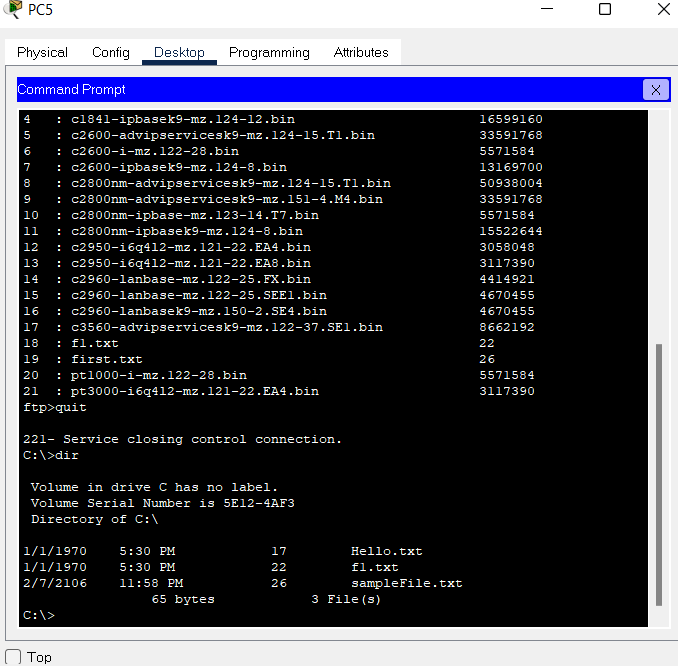 PC5
Physical Config Desktop Programming Attributes
Command Prompt X
4 : c1841-ipbasek9-mz.124-12.bin 16599160
5 : c2600-advipservicesk9-mz.124-15.T1.bin 33591768
6 : c2600-i-mz.122-28.bin 5571584
7 : c2600-ipbasek9-mz.124-8.bin 13169700
8 : c2800nm-advipservicesk9-mz.124-15.T1.bin 50938004
9 : c2800nm-advipservicesk9-mz.151-4.M4.bin 33591768
10 : c2800nm-ipbase-mz.123-14.T7.bin 5571584
11 : c2800nm-ipbasek9-mz.124-8.bin 15522644
12 : c2950-i6q4l2-mz.121-22.EA4.bin 3058048
13 : c2950-i6q4l2-mz.121-22.EA8.bin 3117390
14 : c2960-lanbase-mz.122-25.FX.bin 4414921
15 : c2960-lanbase-mz.122-25.SEE1.bin 4670455
16 : c2960-lanbasek9-mz.150-2.SE4.bin 4670455
17 : c3560-advipservicesk9-mz.122-37.SE1.bin 8662192
18 : f1.txt 22
19 : first.txt 26
20 : pt1000-i-mz.122-28.bin 5571584
21 : pt3000-i6q4l2-mz.121-22.EA4.bin 3117390
ftp>quit
221- Service closing control connection.
C:\>dir
Volume in drive C has no label.
Volume Serial Number is 5E12-4AF3
Directory of C:\
1/1/1970 5:30 PM 17 Hello.txt
1/1/1970 5:30 PM 22 f1.txt
2/7/2106 11:58 PM 26 sampleFile.txt
65 bytes 3 File(s)
C:\>
Top